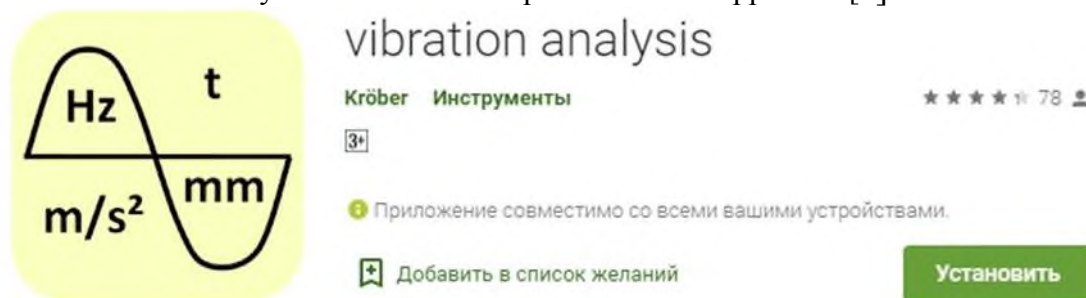 vibration analysis
Hz
t
m/s²
mm
Kröber Инструменты
78
3+
Приложение совместимо со всеми вашими устройствами.
Добавить в список желаний
Установить